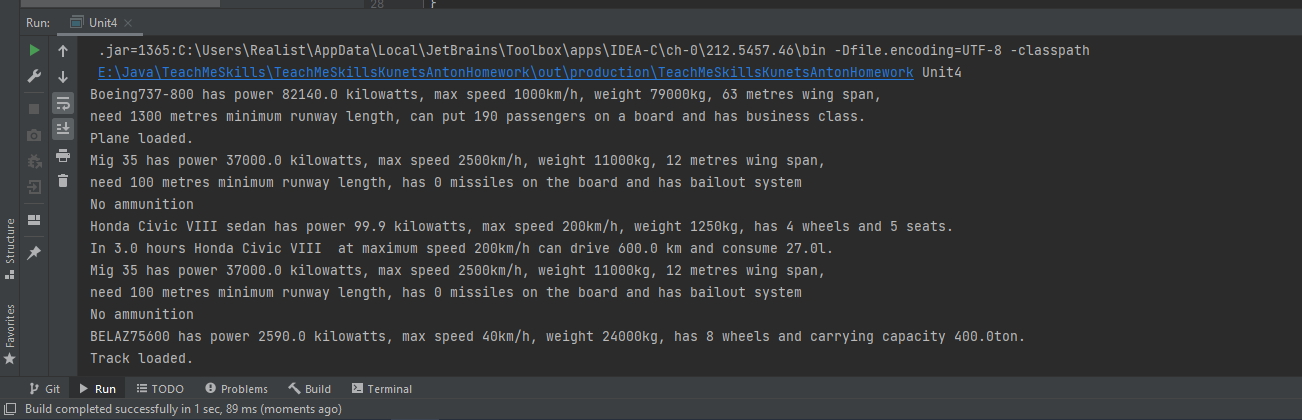 28
Run: Unit4
.jar=1365:C:\Users\Realist\AppData\Local\JetBrains\Toolbox\apps\IDEA-C\ch-0\212.5457.46\bin -Dfile.encoding=UTF-8 -classpath
E:\Java\TeachMeSkills\TeachMeSkillsKunetsAntonHomework\out\production\TeachMeSkillsKunetsAntonHomework Unit4
Boeing737-800 has power 82140.0 kilowatts, max speed 1000km/h, weight 79000kg, 63 metres wing span,
need 1300 metres minimum runway length, can put 190 passengers on a board and has business class.
Plane loaded.
Mig 35 has power 37000.0 kilowatts, max speed 2500km/h, weight 11000kg, 12 metres wing span,
need 100 metres minimum runway length, has 0 missiles on the board and has bailout system
No ammunition
Honda Civic VIII sedan has power 99.9 kilowatts, max speed 200km/h, weight 1250kg, has 4 wheels and 5 seats.
In 3.0 hours Honda Civic VIII  at maximum speed 200km/h can drive 600.0 km and consume 27.0l.
Mig 35 has power 37000.0 kilowatts, max speed 2500km/h, weight 11000kg, 12 metres wing span,
need 100 metres minimum runway length, has 0 missiles on the board and has bailout system
No ammunition
BELAZ75600 has power 2590.0 kilowatts, max speed 40km/h, weight 24000kg, has 8 wheels and carrying capacity 400.0ton.
Track loaded.
Structure
Favorites
Git Run TODO Problems Build Terminal
Build completed successfully in 1 sec, 89 ms (moments ago)